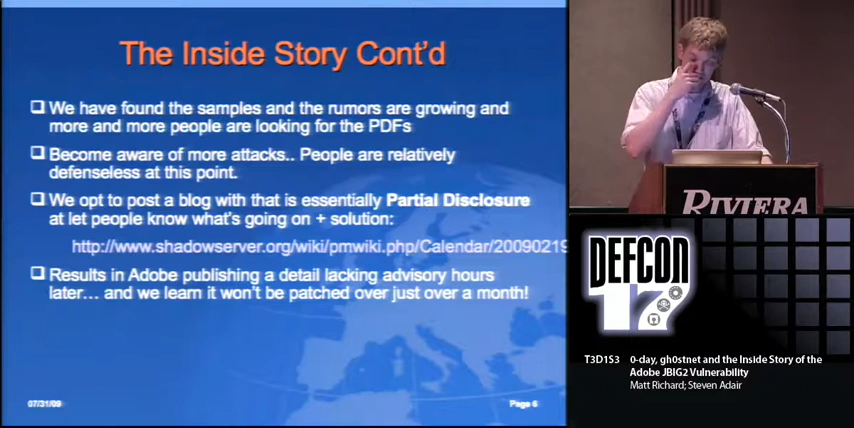 The Inside Story Cont'd
We have found the samples and the rumors are growing and
more and more people are looking for the PDFs
Become aware of more attacks.. People are relatively
defenseless at this point.
We opt to post a blog with that is essentially Partial Disclosure
at let people know what's going on + solution:
http://www.shadowserver.org/wiki/pmwiki.php/Calendar/20090219
Results in Adobe publishing a detail lacking advisory hours
later... and we learn it won't be patched over just over a month!
07/31/09
Page 6
RIVIERA
DEFCON
17
T3D1S3 0-day, gh0stnet and the Inside Story of the
Adobe JBIG2 Vulnerability
Matt Richard; Steven Adair